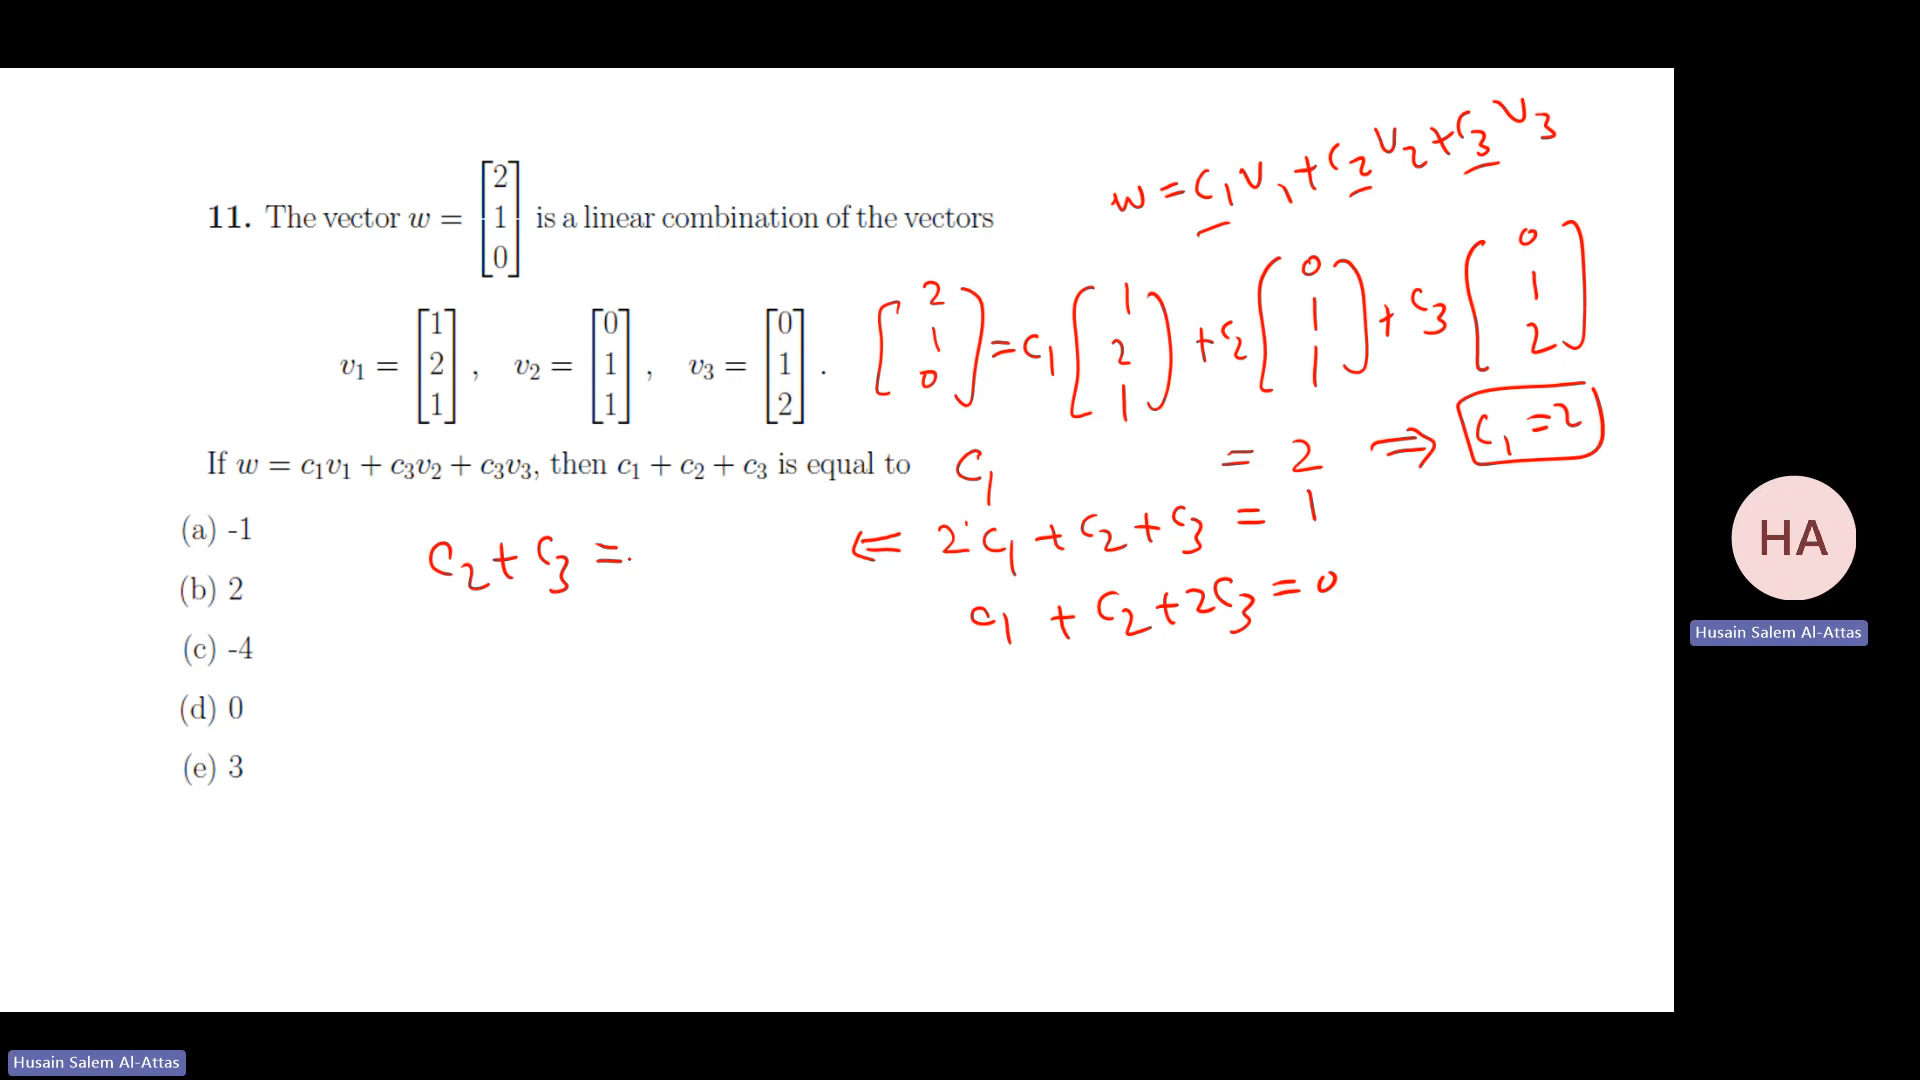 w = c₁v₁ + c₂v₂ + c₃v₃
11. The vector w = [2 1 0] is a linear combination of the vectors
v₁ = [1 2 1], v₂ = [0 1 1], v₃ = [0 1 2].
[2 1 0] = c₁ [1 2 1] + c₂ [0 1 1] + c₃ [0 1 2]
If w = c₁v₁ + c₃v₂ + c₃v₃, then c₁ + c₂ + c₃ is equal to
c₁ = 2 ⇒ c₁ = 2
(a) -1
c₂ + c₃ = ⇐ 2c₁ + c₂ + c₃ = 1
(b) 2
c₁ + c₂ + 2c₃ = 0
(c) -4
(d) 0
(e) 3
HA
Husain Salem Al-Attas
Husain Salem Al-Attas